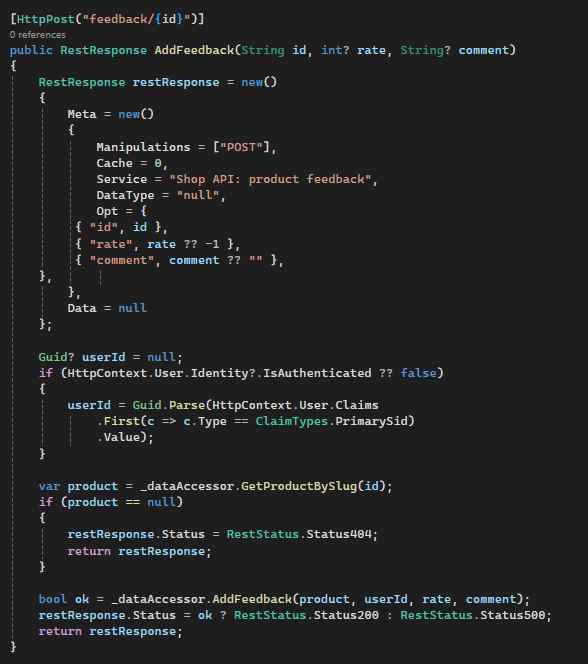 [HttpPost("feedback/{id}")]
0 references
public RestResponse AddFeedback(String id, int? rate, String? comment)
{
    RestResponse restResponse = new()
    {
        Meta = new()
        {
            Manipulations = ["POST"],
            Cache = 0,
            Service = "Shop API: product feedback",
            DataType = "null",
            Opt = {
         { "id", id },
         { "rate", rate ?? -1 },
         { "comment", comment ?? "" },
    },
        },
        Data = null
    };

    Guid? userId = null;
    if (HttpContext.User.Identity?.IsAuthenticated ?? false)
    {
        userId = Guid.Parse(HttpContext.User.Claims
            .First(c => c.Type == ClaimTypes.PrimarySid)
            .Value);
    }

    var product = _dataAccessor.GetProductBySlug(id);
    if (product == null)
    {
        restResponse.Status = RestStatus.Status404;
        return restResponse;
    }

    bool ok = _dataAccessor.AddFeedback(product, userId, rate, comment);
    restResponse.Status = ok ? RestStatus.Status200 : RestStatus.Status500;
    return restResponse;
}